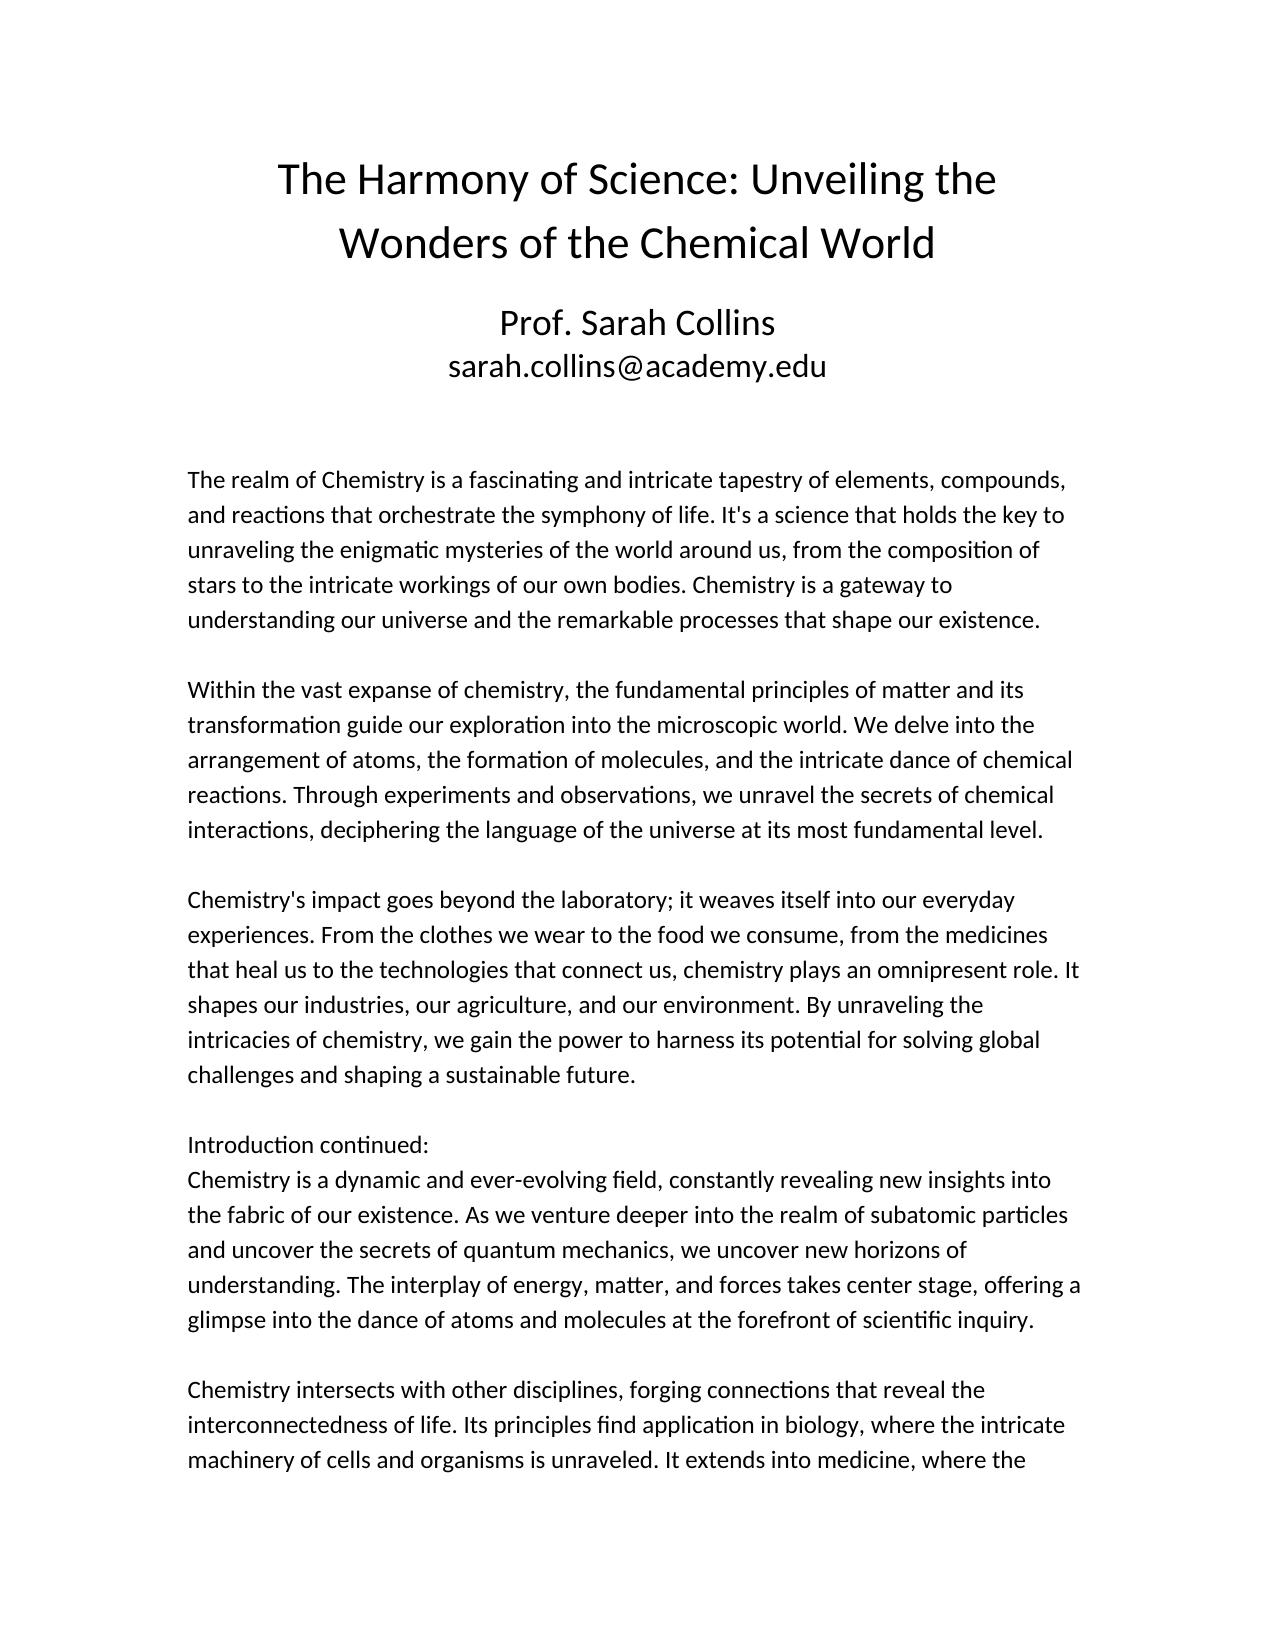 The Harmony of Science: Unveiling the
Wonders of the Chemical World
Prof. Sarah Collins
sarah.collins@academy.edu
The realm of Chemistry is a fascinating and intricate tapestry of elements, compounds,
and reactions that orchestrate the symphony of life. It's a science that holds the key to
unraveling the enigmatic mysteries of the world around us, from the composition of
stars to the intricate workings of our own bodies. Chemistry is a gateway to
understanding our universe and the remarkable processes that shape our existence.
Within the vast expanse of chemistry, the fundamental principles of matter and its
transformation guide our exploration into the microscopic world. We delve into the
arrangement of atoms, the formation of molecules, and the intricate dance of chemical
reactions. Through experiments and observations, we unravel the secrets of chemical
interactions, deciphering the language of the universe at its most fundamental level.
Chemistry's impact goes beyond the laboratory; it weaves itself into our everyday
experiences. From the clothes we wear to the food we consume, from the medicines
that heal us to the technologies that connect us, chemistry plays an omnipresent role. It
shapes our industries, our agriculture, and our environment. By unraveling the
intricacies of chemistry, we gain the power to harness its potential for solving global
challenges and shaping a sustainable future.
Introduction continued:
Chemistry is a dynamic and ever-evolving field, constantly revealing new insights into
the fabric of our existence. As we venture deeper into the realm of subatomic particles
and uncover the secrets of quantum mechanics, we uncover new horizons of
understanding. The interplay of energy, matter, and forces takes center stage, offering a
glimpse into the dance of atoms and molecules at the forefront of scientific inquiry.
Chemistry intersects with other disciplines, forging connections that reveal the
interconnectedness of life. Its principles find application in biology, where the intricate
machinery of cells and organisms is unraveled. It extends into medicine, where the